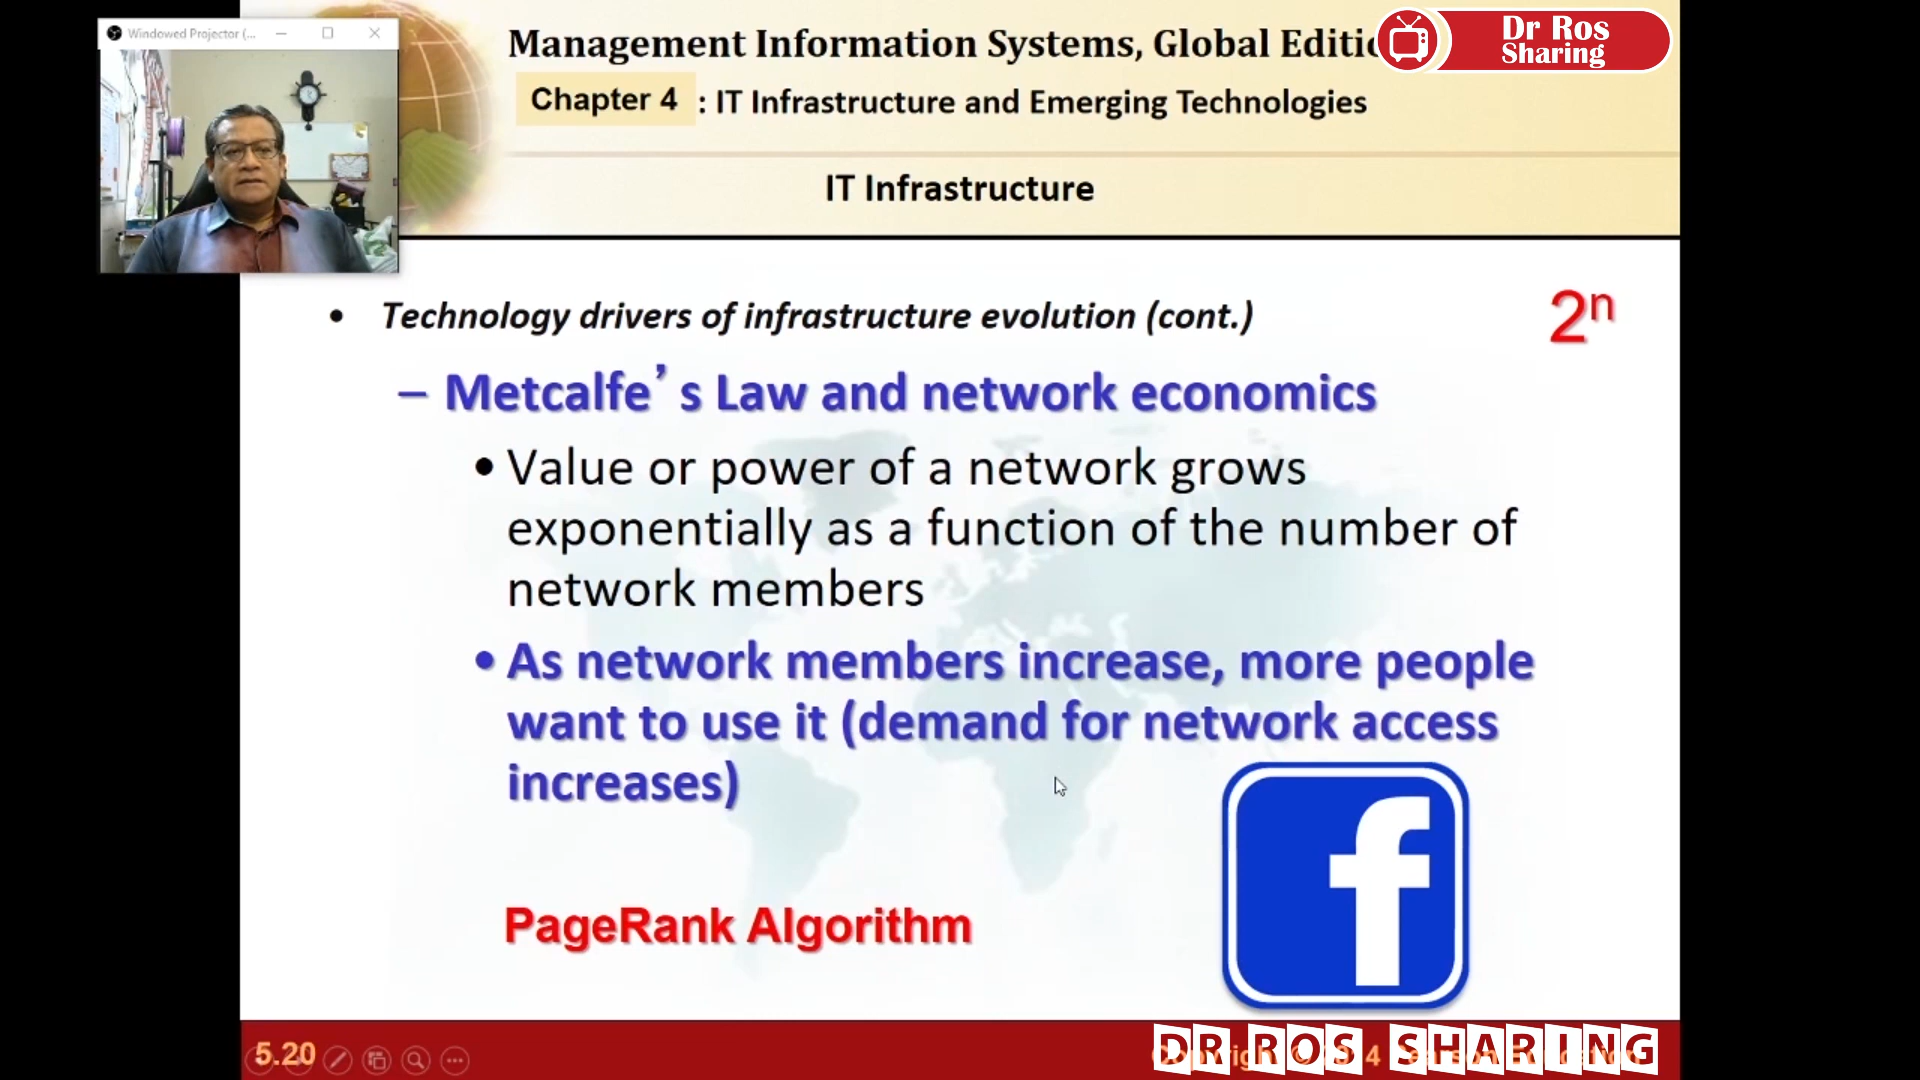 Windowed Projector (...
Management Information Systems, Global Editi
Dr Ros
Sharing
Chapter 4 : IT Infrastructure and Emerging Technologies
IT Infrastructure
• Technology drivers of infrastructure evolution (cont.)
2n
– Metcalfe’s Law and network economics
• Value or power of a network grows
exponentially as a function of the number of
network members
• As network members increase, more people
want to use it (demand for network access
increases)
PageRank Algorithm
f
5.20
DR ROS SHARING